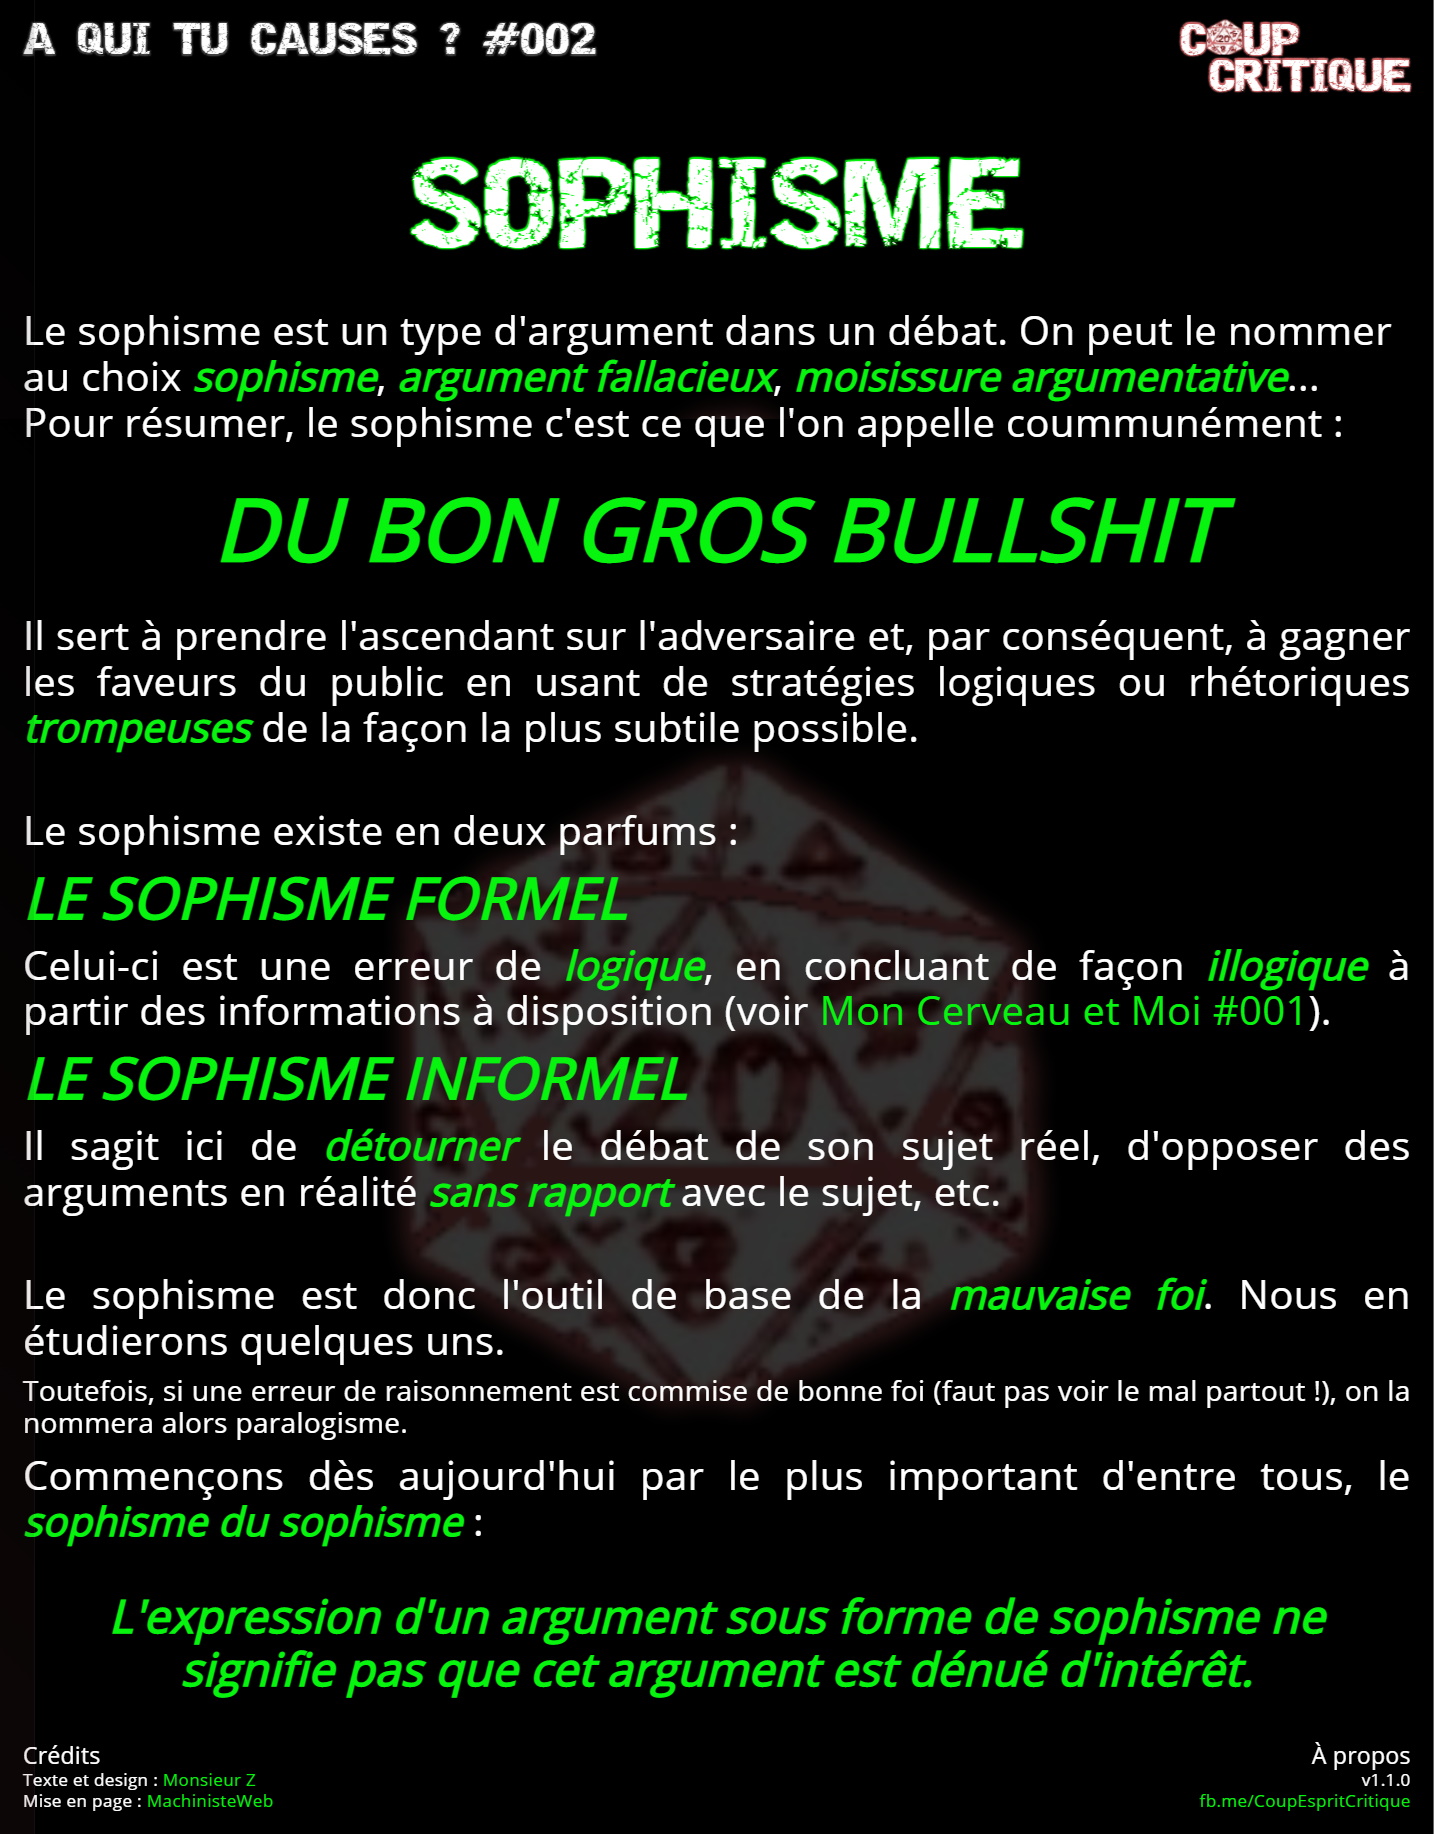 A QUI TU CAUSES ? #002
COUP
CRITIQUE
SOPHISME
Le sophisme est un type d'argument dans un débat. On peut le nommer
au choix sophisme, argument fallacieux, moisissure argumentative...
Pour résumer, le sophisme c'est ce que l'on appelle coummunément :
DU BON GROS BULLSHIT
Il sert à prendre l'ascendant sur l'adversaire et, par conséquent, à gagner
les faveurs du public en usant de stratégies logiques ou rhétoriques
trompeuses de la façon la plus subtile possible.
Le sophisme existe en deux parfums :
LE SOPHISME FORMEL
Celui-ci est une erreur de logique, en concluant de façon illogique à
partir des informations à disposition (voir Mon Cerveau et Moi #001).
20
LE SOPHISME INFORMEL
Il sagit ici de détourner le débat de son sujet réel, d'opposer des
arguments en réalité sans rapport avec le sujet, etc.
Le sophisme est donc l'outil de base de la mauvaise foi. Nous en
étudierons quelques uns.
Toutefois, si une erreur de raisonnement est commise de bonne foi (faut pas voir le mal partout !), on la
nommera alors paralogisme.
Commençons dès aujourd'hui par le plus important d'entre tous, le
sophisme du sophisme :
L'expression d'un argument sous forme de sophisme ne
signifie pas que cet argument est dénué d'intérêt.
Crédits
Texte et design : Monsieur Z
Mise en page : MachinisteWeb
À propos
v1.1.0
fb.me/CoupEspritCritique